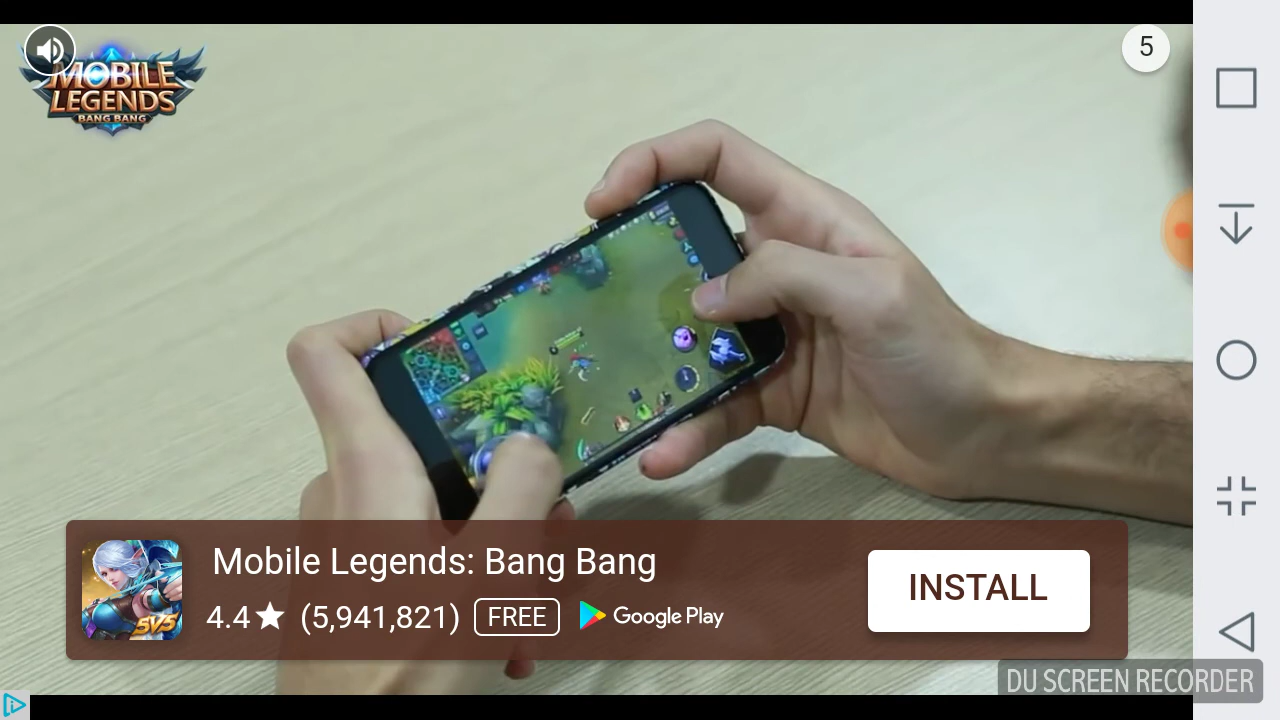 5
MOBILE
LEGENDS
BANG BANG
Mobile Legends: Bang Bang
4.4★ (5,941,821) FREE Google Play
INSTALL
5V5
DU SCREEN RECORDER